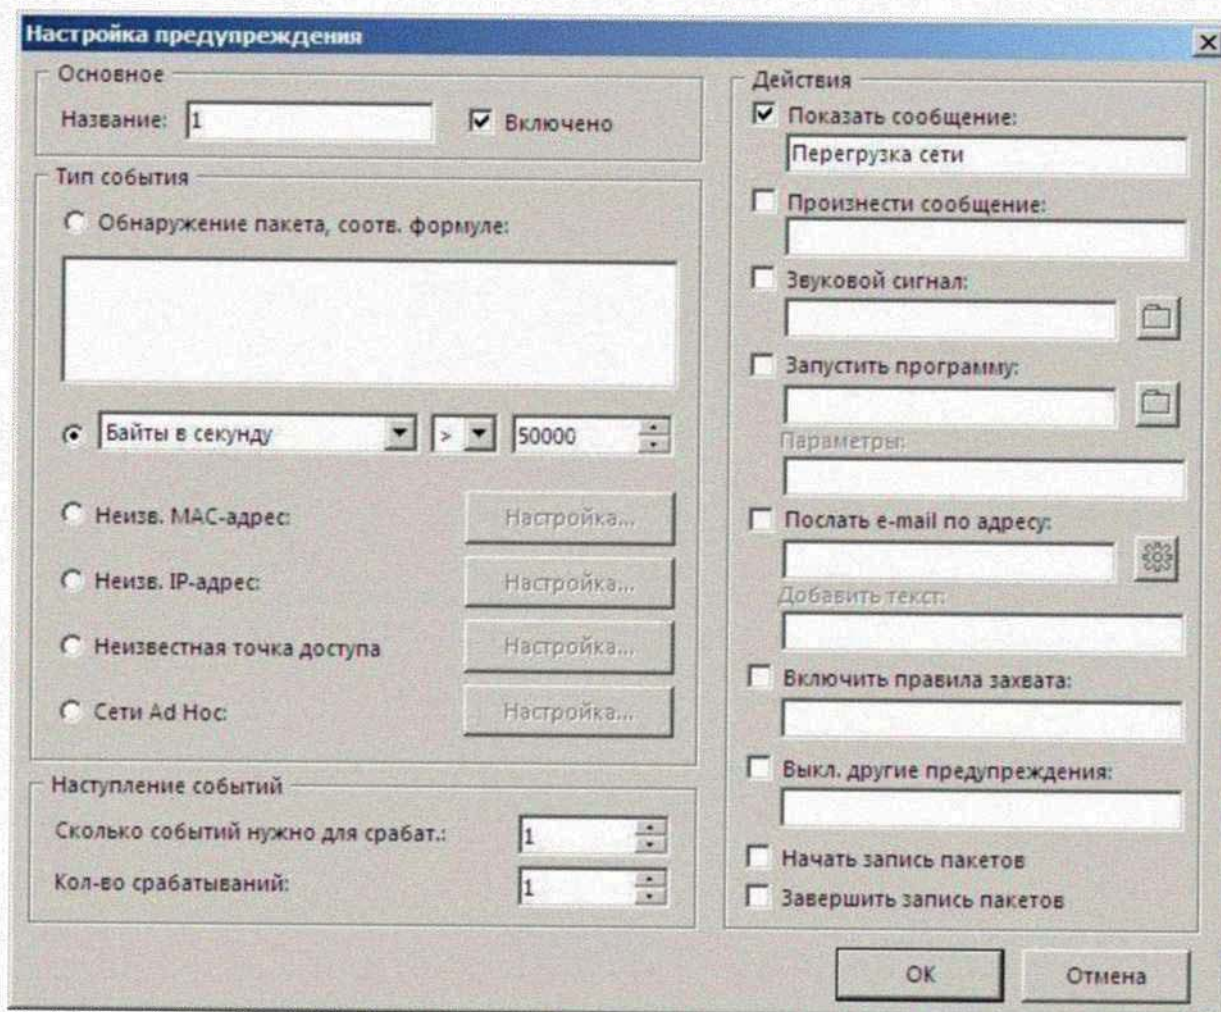 Настройка предупреждения
Основное
Название: 1
Включено
Тип события
Обнаружение пакета, соотв. формуле:
Байты в секунду > 50000
Неизв. MAC-адрес: Настройка...
Неизв. IP-адрес: Настройка...
Неизвестная точка доступа Настройка...
Сети Ad Hoc: Настройка...
Наступление событий
Сколько событий нужно для срабат.: 1
Кол-во срабатываний: 1
Действия
Показать сообщение:
Перегрузка сети
Произнести сообщение:
Звуковой сигнал:
Запустить программу:
Параметры:
Послать e-mail по адресу:
Добавить текст:
Включить правила захвата:
Выкл. другие предупреждения:
Начать запись пакетов
Завершить запись пакетов
OK
Отмена